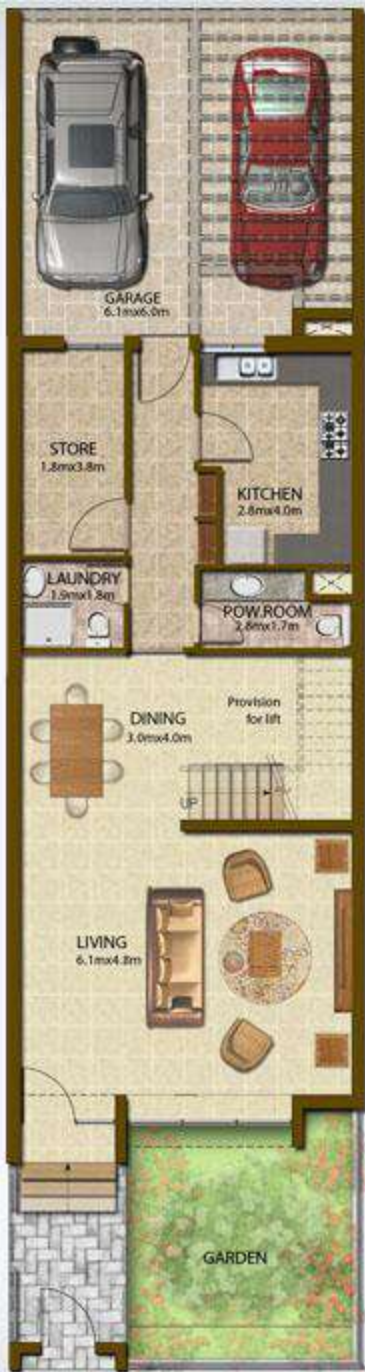 GARAGE
6.1mx6.0m
STORE
1.8mx3.8m
KITCHEN
2.8mx4.0m
LAUNDRY
1.9mx1.8m
POW.ROOM
2.8mx1.7m
DINING
3.0mx4.0m
Provision
for lift
UP
LIVING
6.1mx4.8m
GARDEN